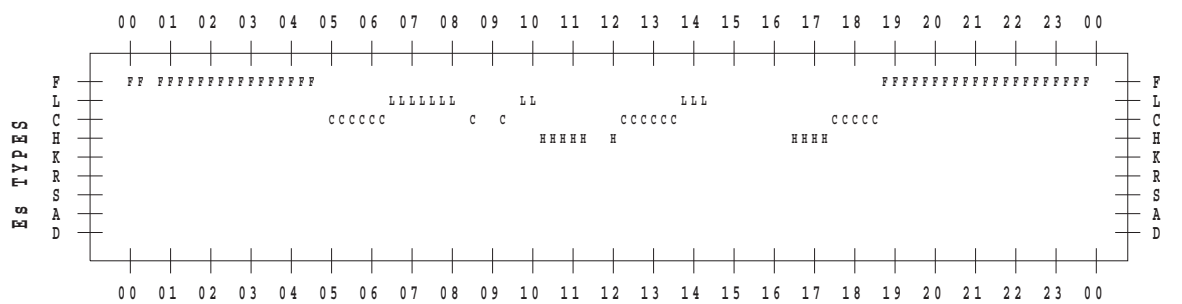 00 01 02 03 04 05 06 07 08 09 10 11 12 13 14 15 16 17 18 19 20 21 22 23 00
F FF FFFFFFFFFFFFFFFF FFFFFFFFFFFFFFFFFFFFF F
L LLLLLLL LL LLL L
C CCCCCC C C CCCCCC CCCCC C
H HHHHH H HHHH H
K K
R R
S S
A A
D D
Es TYPES
00 01 02 03 04 05 06 07 08 09 10 11 12 13 14 15 16 17 18 19 20 21 22 23 00